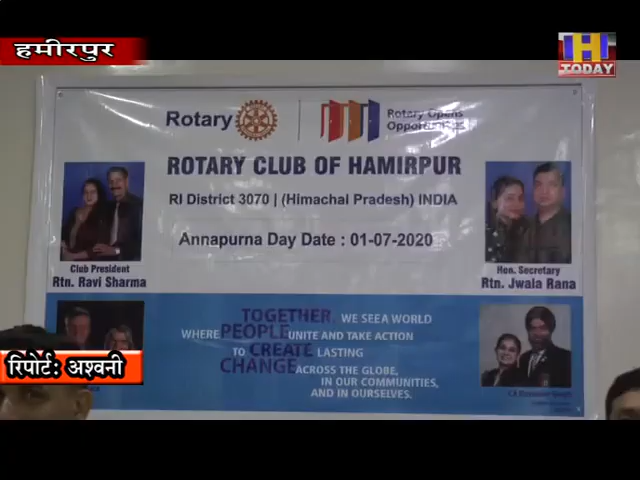 हमीरपुर
HI
TODAY
Rotary
Rotary Opens
Opportunities
ROTARY CLUB OF HAMIRPUR
RI District 3070 | (Himachal Pradesh) INDIA
Annapurna Day Date : 01-07-2020
Club President
Rtn. Ravi Sharma
Hon. Secretary
Rtn. Jwala Rana
TOGETHER, WE SEE A WORLD
WHERE PEOPLE UNITE AND TAKE ACTION
TO CREATE LASTING
CHANGE ACROSS THE GLOBE,
IN OUR COMMUNITIES,
AND IN OURSELVES.
रिपोर्ट: अश्वनी